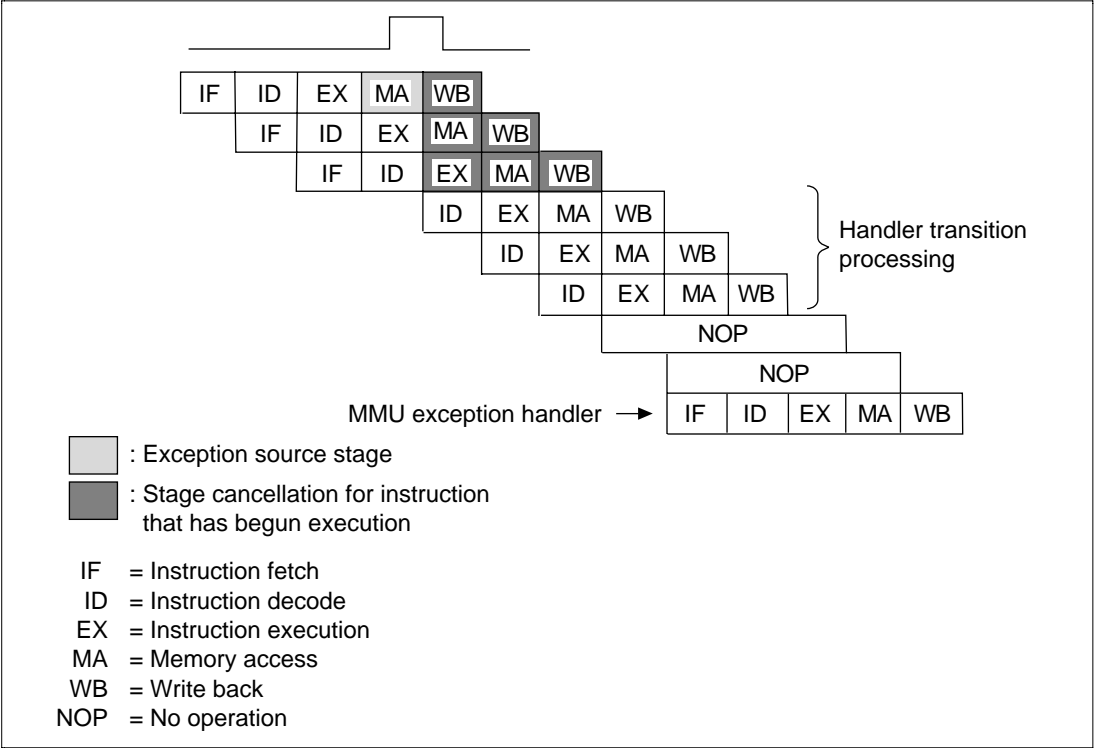 IF ID EX MA WB
IF ID EX MA WB
IF ID EX MA WB
ID EX MA WB
ID EX MA WB
ID EX MA WB
Handler transition
processing
NOP
NOP
MMU exception handler IF ID EX MA WB
: Exception source stage
: Stage cancellation for instruction
that has begun execution
IF = Instruction fetch
ID = Instruction decode
EX = Instruction execution
MA = Memory access
WB = Write back
NOP = No operation